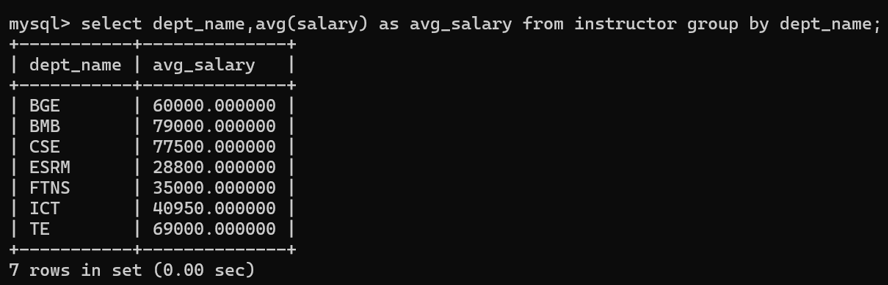 mysql> select dept_name,avg(salary) as avg_salary from instructor group by dept_name;
+-----------+--------------+
| dept_name | avg_salary   |
+-----------+--------------+
| BGE       | 60000.000000 |
| BMB       | 79000.000000 |
| CSE       | 77500.000000 |
| ESRM      | 28800.000000 |
| FTNS      | 35000.000000 |
| ICT       | 40950.000000 |
| TE        | 69000.000000 |
+-----------+--------------+
7 rows in set (0.00 sec)